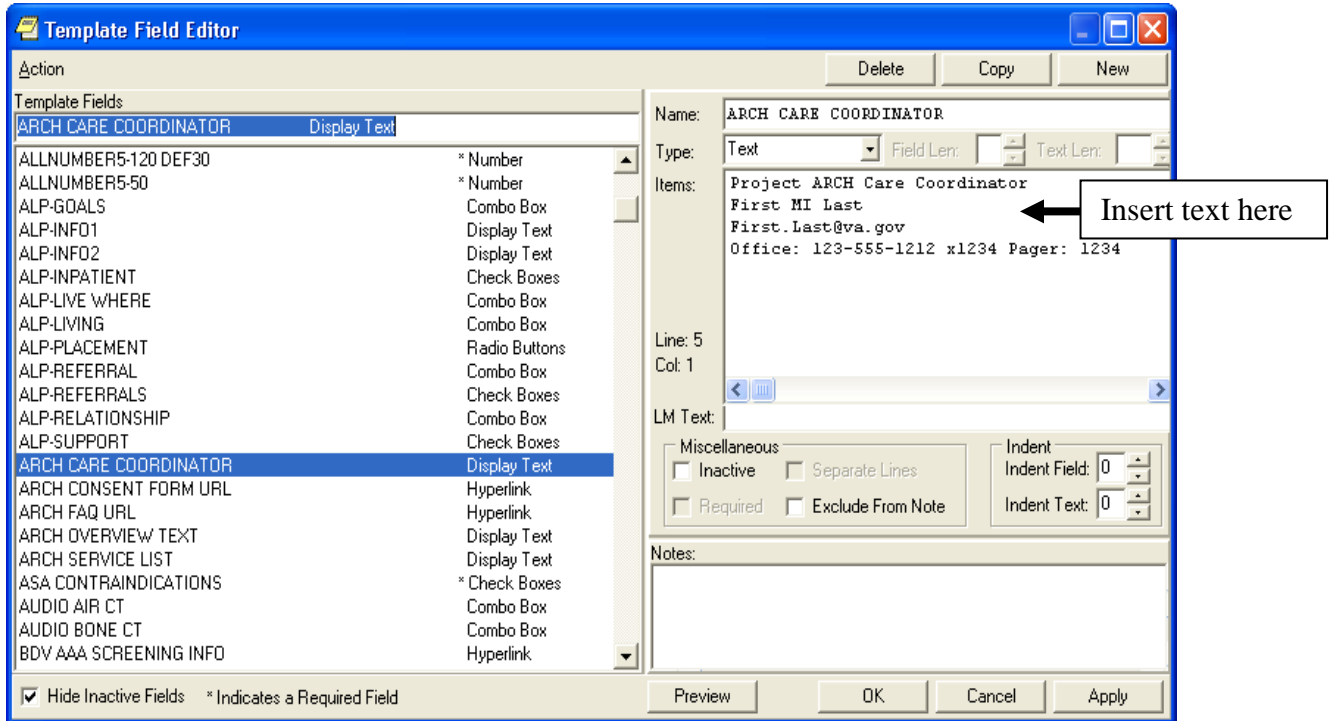 Template Field Editor
Action Delete Copy New
Template Fields
ARCH CARE COORDINATOR Display Text
ALLNUMBER5-120 DEF30 * Number
ALLNUMBER5-50 * Number
ALP-GOALS Combo Box
ALP-INFO1 Display Text
ALP-INFO2 Display Text
ALP-INPATIENT Check Boxes
ALP-LIVE WHERE Combo Box
ALP-LIVING Combo Box
ALP-PLACEMENT Radio Buttons
ALP-REFERRAL Combo Box
ALP-REFERRALS Check Boxes
ALP-RELATIONSHIP Combo Box
ALP-SUPPORT Check Boxes
ARCH CARE COORDINATOR Display Text
ARCH CONSENT FORM URL Hyperlink
ARCH FAQ URL Hyperlink
ARCH OVERVIEW TEXT Display Text
ARCH SERVICE LIST Display Text
ASA CONTRAINDICATIONS * Check Boxes
AUDIO AIR CT Combo Box
AUDIO BONE CT Combo Box
BDV AAA SCREENING INFO Hyperlink
Hide Inactive Fields * Indicates a Required Field
Name: ARCH CARE COORDINATOR
Type: Text Field Len: Text Len:
Items: Project ARCH Care Coordinator
First MI Last
First.Last@va.gov
Office: 123-555-1212 x1234 Pager: 1234
Insert text here
Line: 5
Col: 1
LM Text:
Miscellaneous
Inactive Separate Lines
Required Exclude From Note
Indent
Indent Field: 0
Indent Text: 0
Notes:
Preview OK Cancel Apply